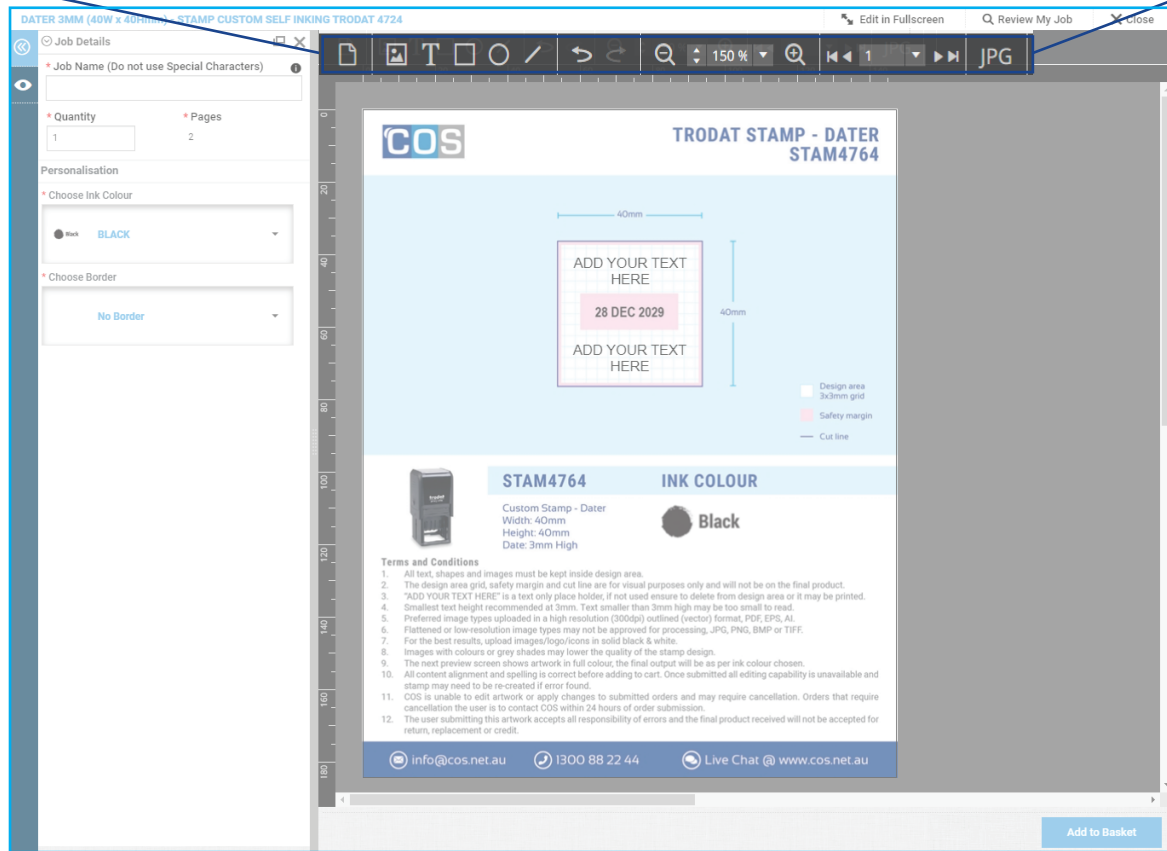 DATER 3MM (40W x 40Hmm) - STAMP CUSTOM SELF INKING TRODAT 4724
Edit in Fullscreen
Review My Job
Close
Job Details
* Job Name (Do not use Special Characters)
* Quantity
* Pages
1
2
Personalisation
* Choose Ink Colour
Black
BLACK
* Choose Border
No Border
T
150 %
1
JPG
0
20
40
60
80
100
120
140
160
180
COS
TRODAT STAMP - DATER
STAM4764
40mm
ADD YOUR TEXT
HERE
28 DEC 2029
40mm
ADD YOUR TEXT
HERE
Design area
3x3mm grid
Safety margin
Cut line
STAM4764
INK COLOUR
Custom Stamp - Dater
Width: 40mm
Height: 40mm
Date: 3mm High
Black
Terms and Conditions
1. All text, shapes and images must be kept inside design area.
2. The design area grid, safety margin and cut line are for visual purposes only and will not be on the final product.
3. "ADD YOUR TEXT HERE" is a text only place holder, if not used ensure to delete from design area or it may be printed.
4. Smallest text height recommended at 3mm. Text smaller than 3mm high may be too small to read.
5. Preferred image types uploaded in a high resolution (300dpi) outlined (vector) format, PDF, EPS, AI.
6. Flattened or low-resolution image types may not be approved for processing, JPG, PNG, BMP or TIFF.
7. For the best results, upload images/logo/icons in solid black & white.
8. Images with colours or grey shades may lower the quality of the stamp design.
9. The next preview screen shows artwork in full colour, the final output will be as per ink colour chosen.
10. All content alignment and spelling is correct before adding to cart. Once submitted all editing capability is unavailable and
stamp may need to be re-created if error found.
11. COS is unable to edit artwork or apply changes to submitted orders and may require cancellation. Orders that require
cancellation the user is to contact COS within 24 hours of order submission.
12. The user submitting this artwork accepts all responsibility of errors and the final product received will not be accepted for
return, replacement or credit.
info@cos.net.au
1300 88 22 44
Live Chat @ www.cos.net.au
Add to Basket